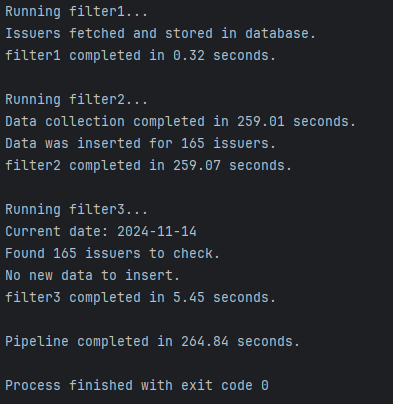 Running filter1...
Issuers fetched and stored in database.
filter1 completed in 0.32 seconds.
Running filter2...
Data collection completed in 259.01 seconds.
Data was inserted for 165 issuers.
filter2 completed in 259.07 seconds.
Running filter3...
Current date: 2024-11-14
Found 165 issuers to check.
No new data to insert.
filter3 completed in 5.45 seconds.
Pipeline completed in 264.84 seconds.
Process finished with exit code 0